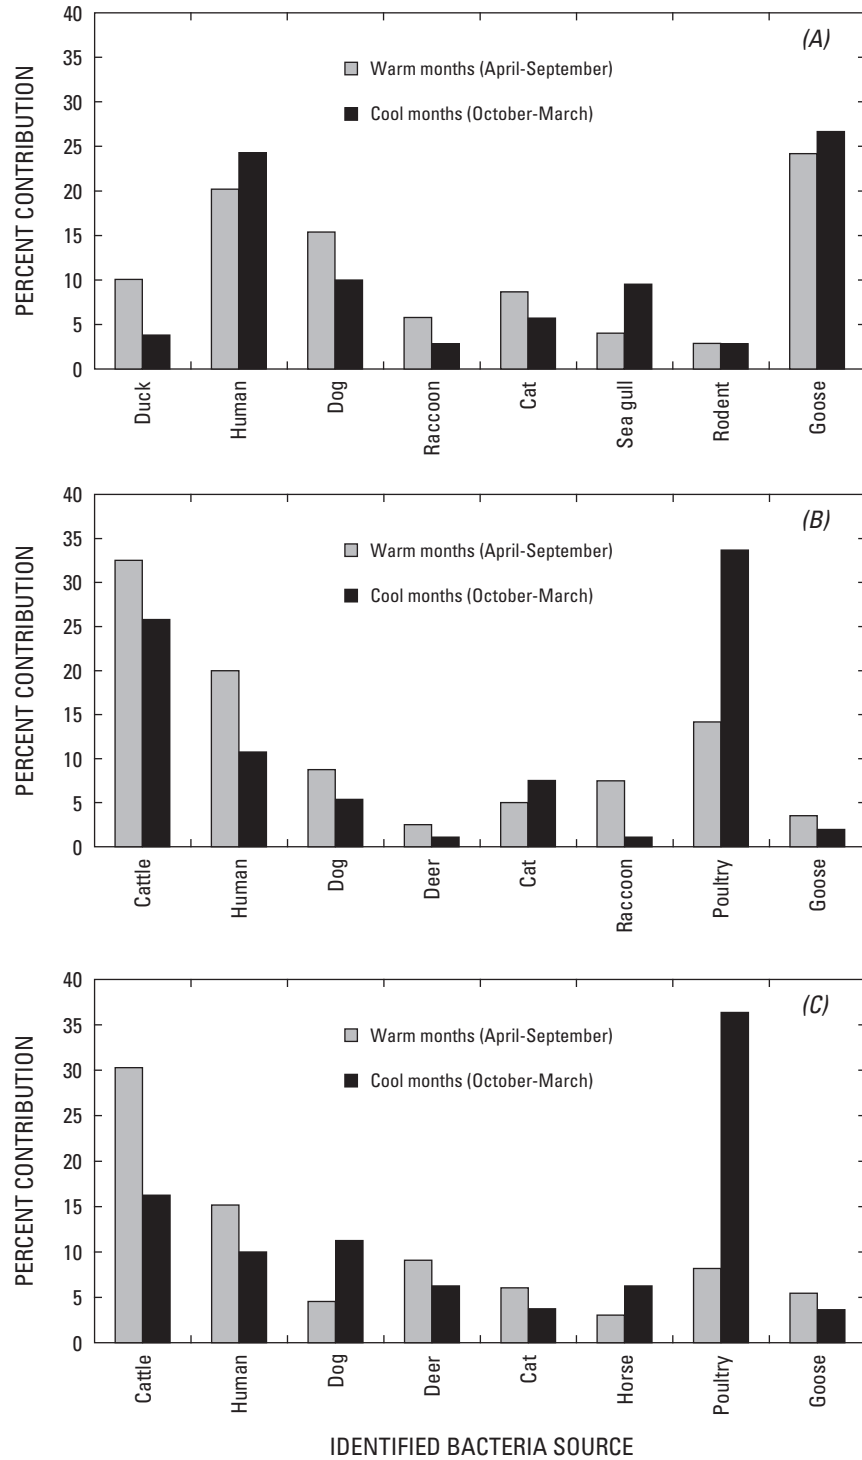 (A)
PERCENT CONTRIBUTION
40
35
30
25
20
15
10
5
0
Warm months (April-September)
Cool months (October-March)
Duck
Human
Dog
Raccoon
Cat
Sea gull
Rodent
Goose
(B)
PERCENT CONTRIBUTION
40
35
30
25
20
15
10
5
0
Warm months (April-September)
Cool months (October-March)
Cattle
Human
Dog
Deer
Cat
Raccoon
Poultry
Goose
(C)
PERCENT CONTRIBUTION
40
35
30
25
20
15
10
5
0
Warm months (April-September)
Cool months (October-March)
Cattle
Human
Dog
Deer
Cat
Horse
Poultry
Goose
IDENTIFIED BACTERIA SOURCE